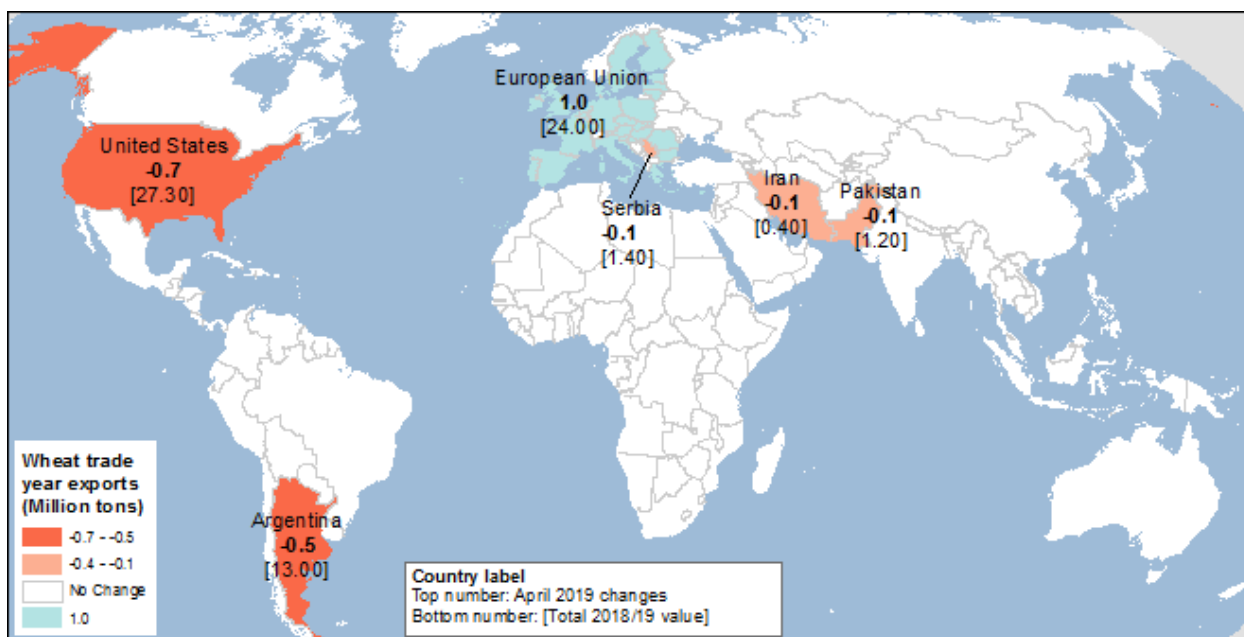 European Union
1.0
[24.00]
United States
-0.7
[27.30]
Iran
-0.1
[0.40]
Pakistan
-0.1
[1.20]
Serbia
-0.1
[1.40]
Argentina
-0.5
[13.00]
Wheat trade
year exports
(Million tons)
-0.7 - -0.5
-0.4 - -0.1
No Change
1.0
Country label
Top number: April 2019 changes
Bottom number: [Total 2018/19 value]